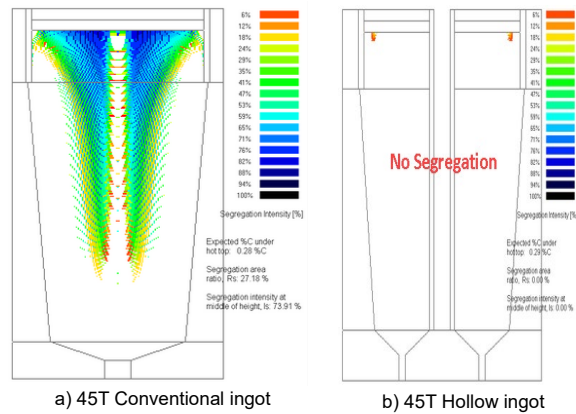 6%
12%
18%
24%
29%
35%
41%
47%
53%
59%
65%
71%
76%
82%
88%
94%
100%
Segregation Intensity [%]
Expected %C under
hot top: 0.28 %C
Segregation area
ratio, Rs: 27.18 %
Segregation intensity at
middle of height, Is: 73.91 %
a) 45T Conventional ingot
No Segregation
6%
12%
18%
24%
29%
35%
41%
47%
53%
59%
65%
71%
76%
82%
88%
94%
100%
Segregation Intensity [%]
Expected %C under
hot top: 0.29 %C
Segregation area
ratio, Rs: 0.00 %
Segregation intensity at
middle of height, Is: 0.00 %
b) 45T Hollow ingot